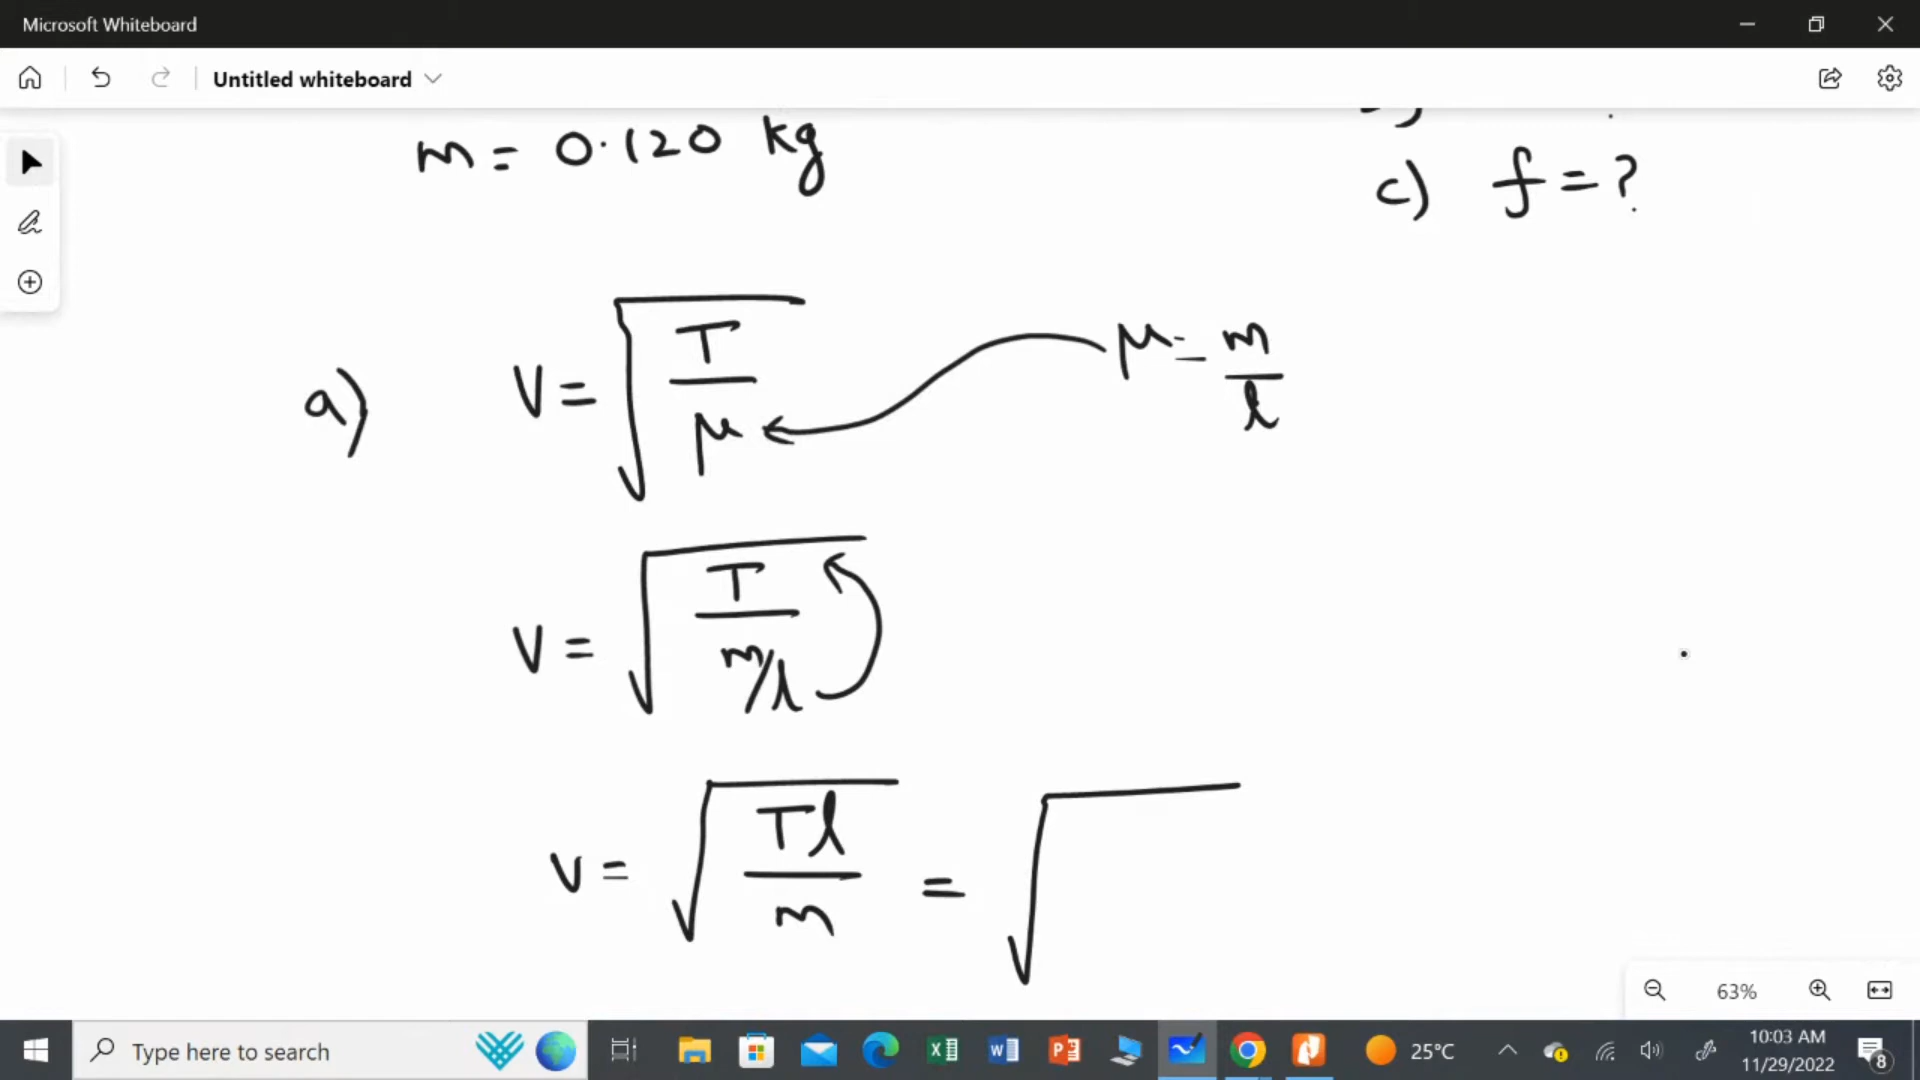 Microsoft Whiteboard
Untitled whiteboard
m = 0.120 kg
c) f = ?
a) V = √(T/μ) μ = m/l
V = √(T/(m/l))
V = √(Tl/m) = √
63%
Type here to search
25°C
10:03 AM
11/29/2022
8